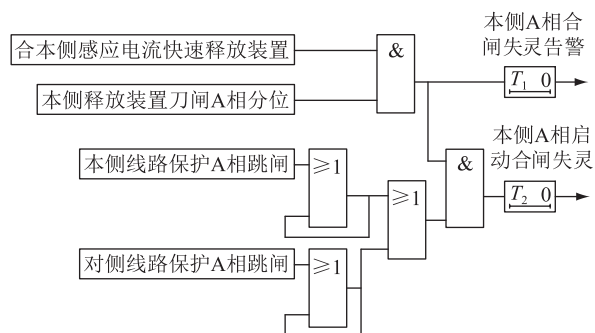 本侧A相合
闸失灵告警
合本侧感应电流快速释放装置
&
T₁ 0
本侧释放装置刀闸A相分位
本侧A相启
动合闸失灵
本侧线路保护A相跳闸
≥1
&
≥1
T₂ 0
对侧线路保护A相跳闸
≥1